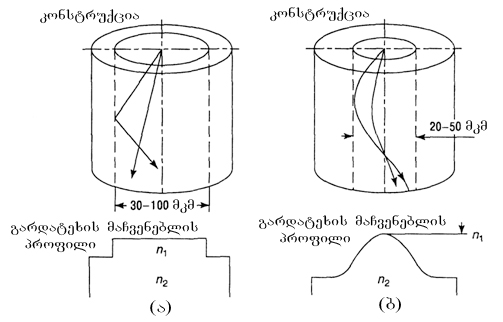 კონსტრუქცია
30–100 მკმ
გარდატეხის მაჩვენებლის
პროფილი
n₁
n₂
(ა)
კონსტრუქცია
20–50 მკმ
გარდატეხის მაჩვენებლის
პროფილი
n₁
n₂
(ბ)